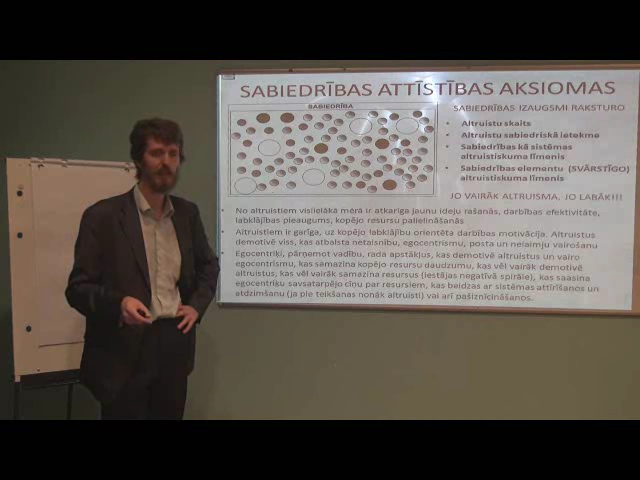 SABIEDRĪBAS ATTĪSTĪBAS AKSIOMAS
SABIEDRĪBA
SABIEDRĪBAS IZAUGSMI RAKSTURO
• Altruistu skaits
• Altruistu sabiedriskā ietekme
• Sabiedrības kā sistēmas
altruistiskuma līmenis
• Sabiedrības elementu (SVĀRSTĪGO)
altruistiskuma līmenis
JO VAIRĀK ALTRUISMA, JO LABĀK!!!
• No altruistiem vislielākā mērā ir atkarīga jaunu ideju rašanās, darbības efektivitāte,
labklājības pieaugums, kopējo resursu palielināšanās
• Altruistiem ir garīga, uz kopējo labklājību orientēta darbības motivācija. Altruistus
demotivē viss, kas atbalsta netaisnību, egocentrismu, posta un nelaimju vairošanu
• Egocentriķi, pārņemot vadību, rada apstākļus, kas demotivē altruistus un vairo
egocentrismu, kas samazina kopējo resursu daudzumu, kas vēl vairāk demotivē
altruistus, kas vēl vairāk samazina resursus (iestājas negatīvā spirāle), kas saasina
egocentriķu savstarpējo cīņu par resursiem, kas beidzas ar sistēmas attīrīšanos un
atdzimšanu (ja pie teikšanas nonāk altruisti) vai arī pašiznīcināšanos.